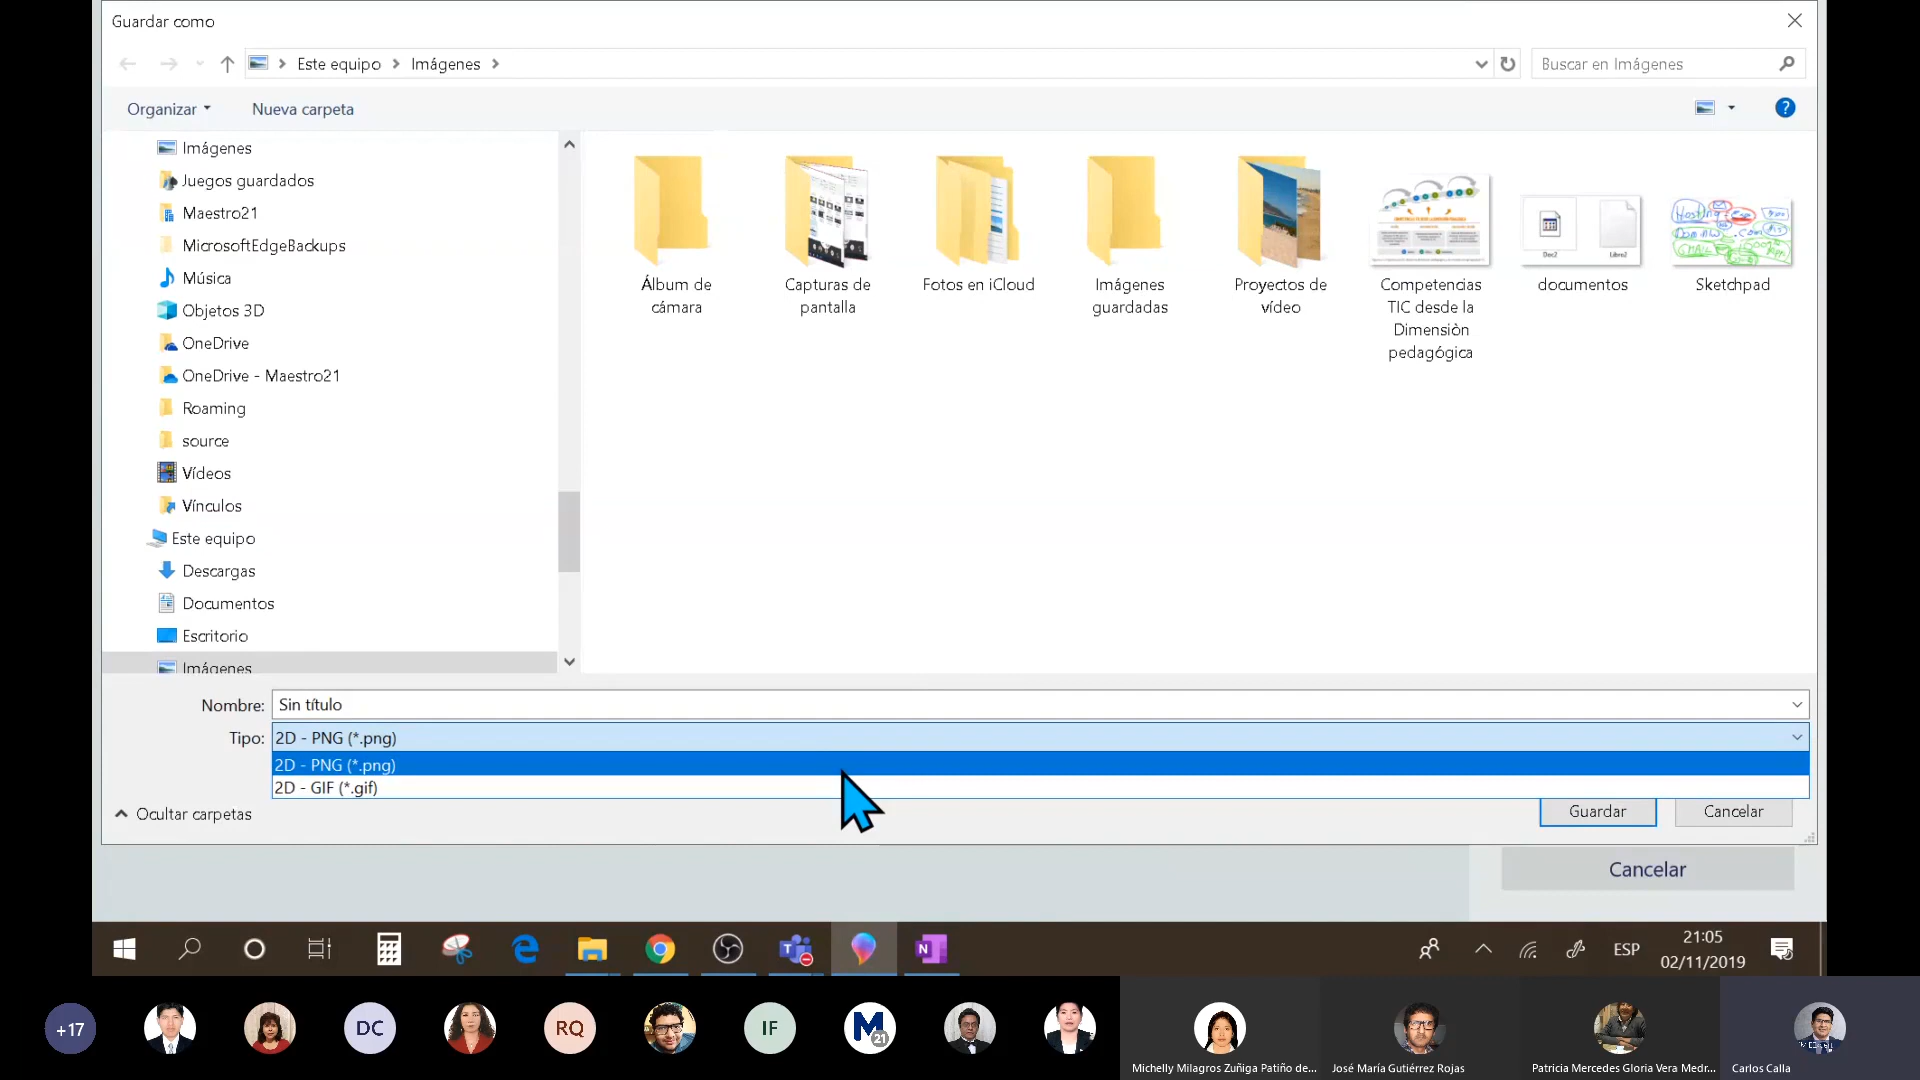 Guardar como
Este equipo
Imágenes
Buscar en Imágenes
Organizar
Nueva carpeta
Imágenes
Juegos guardados
Maestro21
MicrosoftEdgeBackups
Música
Objetos 3D
OneDrive
OneDrive - Maestro21
Roaming
source
Vídeos
Vínculos
Este equipo
Descargas
Documentos
Escritorio
Imágenes
Álbum de
cámara
Capturas de
pantalla
Fotos en iCloud
Imágenes
guardadas
Proyectos de
vídeo
Competencias
TIC desde la
Dimensiòn
pedagógica
documentos
Sketchpad
Nombre: Sin título
Tipo: 2D - PNG (*.png)
2D - PNG (*.png)
2D - GIF (*.gif)
Ocultar carpetas
Guardar
Cancelar
Cancelar
ESP
21:05
02/11/2019
+17
DC
RQ
IF
M
21
Michelly Milagros Zuñiga Patiño de...
José María Gutiérrez Rojas
Patricia Mercedes Gloria Vera Medr...
Carlos Calla